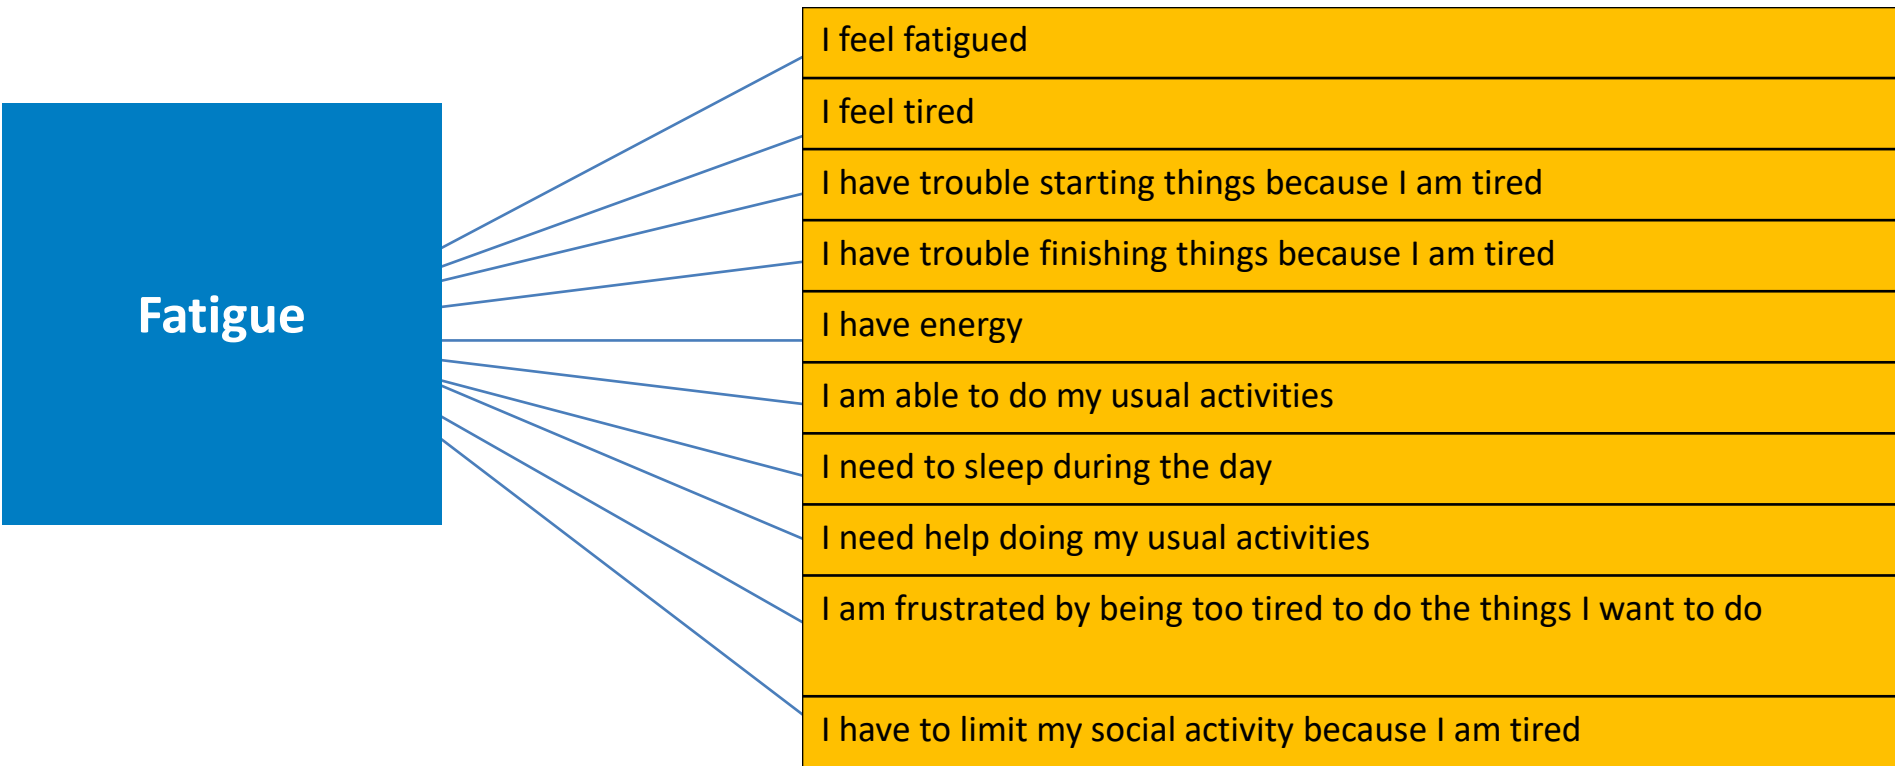 Fatigue
I feel fatigued
I feel tired
I have trouble starting things because I am tired
I have trouble finishing things because I am tired
I have energy
I am able to do my usual activities
I need to sleep during the day
I need help doing my usual activities
I am frustrated by being too tired to do the things I want to do
I have to limit my social activity because I am tired